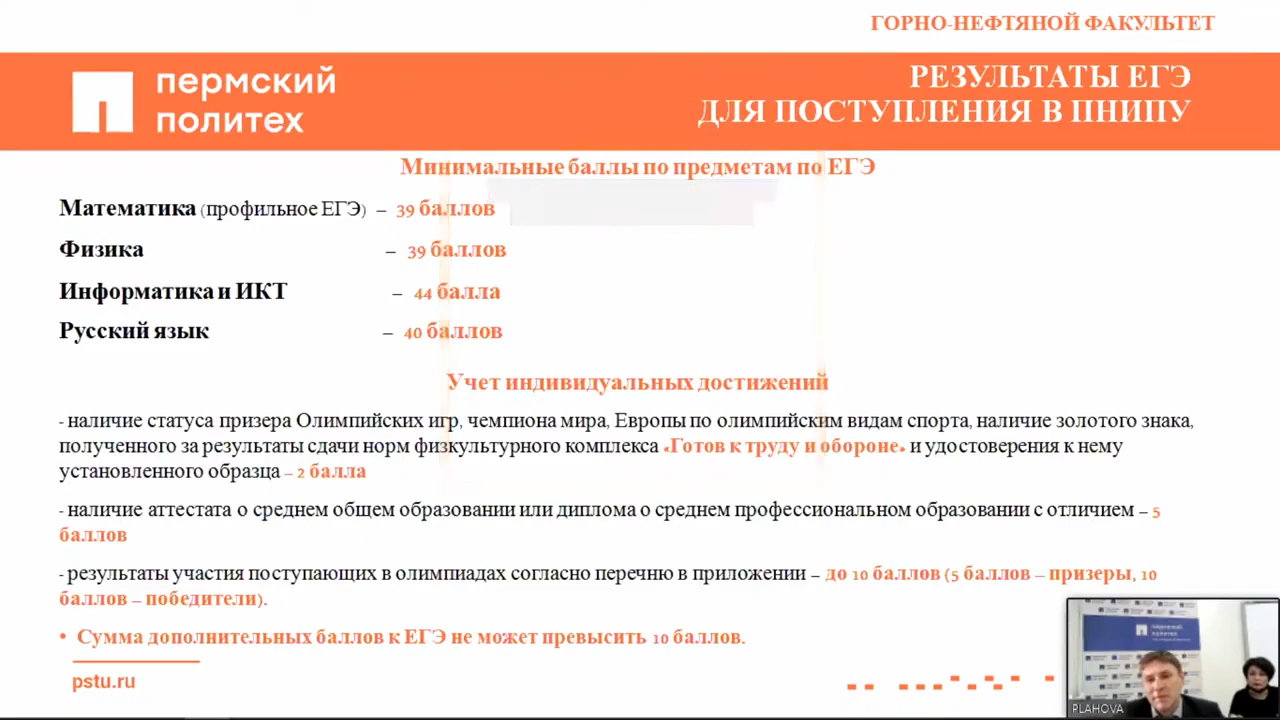 ГОРНО-НЕФТЯНОЙ ФАКУЛЬТЕТ
пермский
политех
РЕЗУЛЬТАТЫ ЕГЭ
ДЛЯ ПОСТУПЛЕНИЯ В ПНИПУ
Минимальные баллы по предметам по ЕГЭ
Математика (профильное ЕГЭ) – 39 баллов
Физика – 39 баллов
Информатика и ИКТ – 44 балла
Русский язык – 40 баллов
Учет индивидуальных достижений
- наличие статуса призера Олимпийских игр, чемпиона мира, Европы по олимпийским видам спорта, наличие золотого знака,
полученного за результаты сдачи норм физкультурного комплекса «Готов к труду и обороне» и удостоверения к нему
установленного образца – 2 балла
- наличие аттестата о среднем общем образовании или диплома о среднем профессиональном образовании с отличием – 5
баллов
- результаты участия поступающих в олимпиадах согласно перечню в приложении – до 10 баллов (5 баллов – призеры, 10
баллов – победители).
• Сумма дополнительных баллов к ЕГЭ не может превысить 10 баллов.
pstu.ru
пермский
политех
PLAHOVA